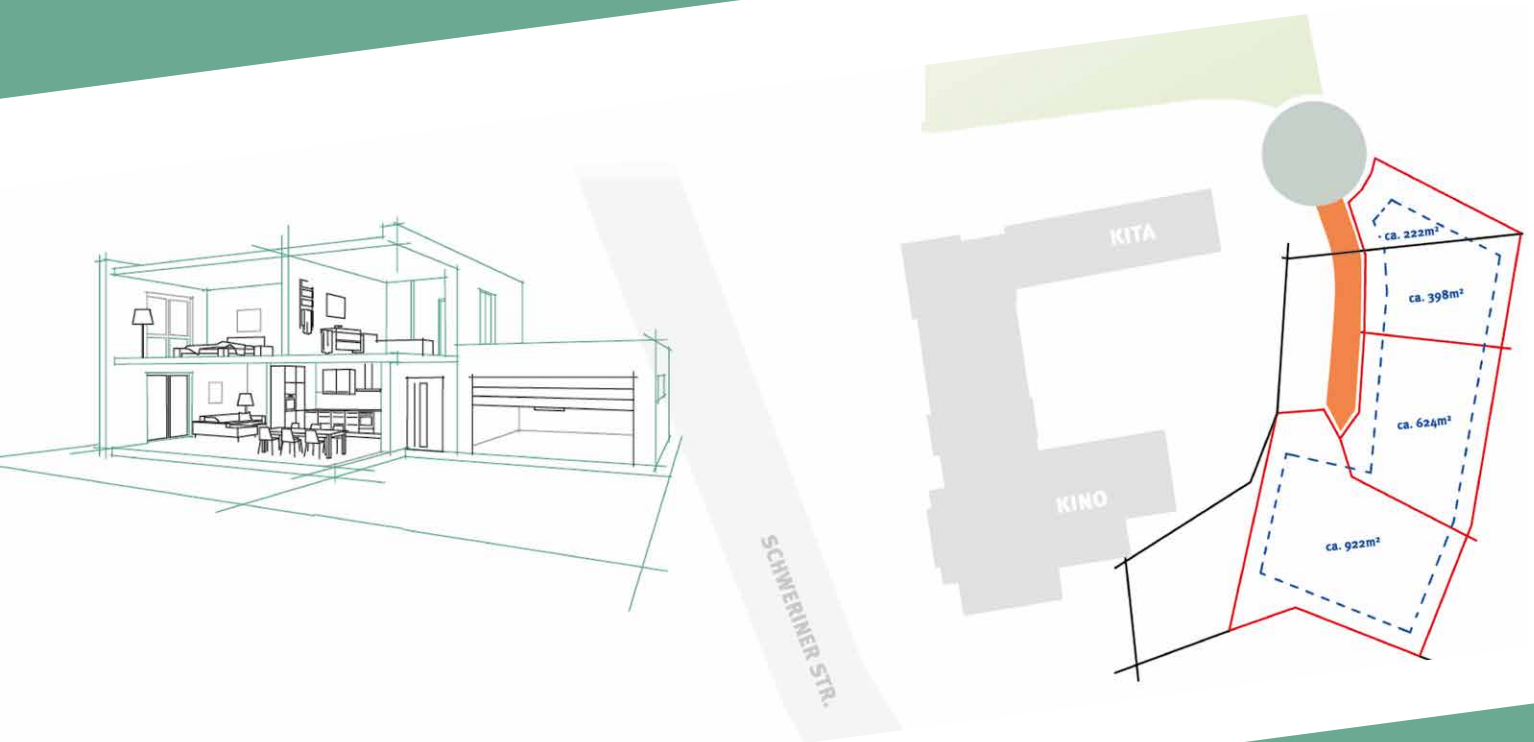 KITA
ca. 222m²
ca. 398m²
ca. 624m²
KINO
ca. 922m²
SCHWERINER STR.